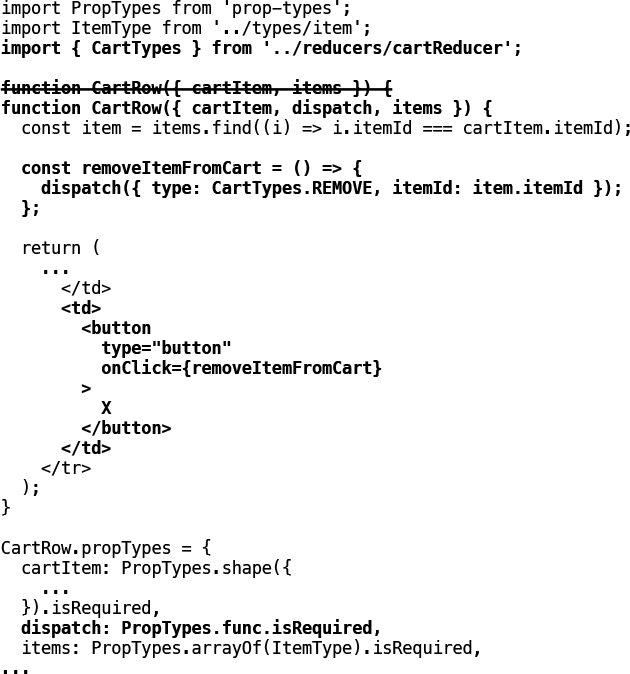 import PropTypes from 'prop-types';
import ItemType from '../types/item';
import { CartTypes } from '../reducers/cartReducer';

function CartRow({ cartItem, items }) {
function CartRow({ cartItem, dispatch, items }) {
  const item = items.find((i) => i.itemId === cartItem.itemId);

  const removeItemFromCart = () => {
    dispatch({ type: CartTypes.REMOVE, itemId: item.itemId });
  };

  return (
    ...
      </td>
      <td>
        <button
          type="button"
          onClick={removeItemFromCart}
        >
          X
        </button>
      </td>
    </tr>
  );
}

CartRow.propTypes = {
  cartItem: PropTypes.shape({
    ...
  }).isRequired,
  dispatch: PropTypes.func.isRequired,
  items: PropTypes.arrayOf(ItemType).isRequired,
...